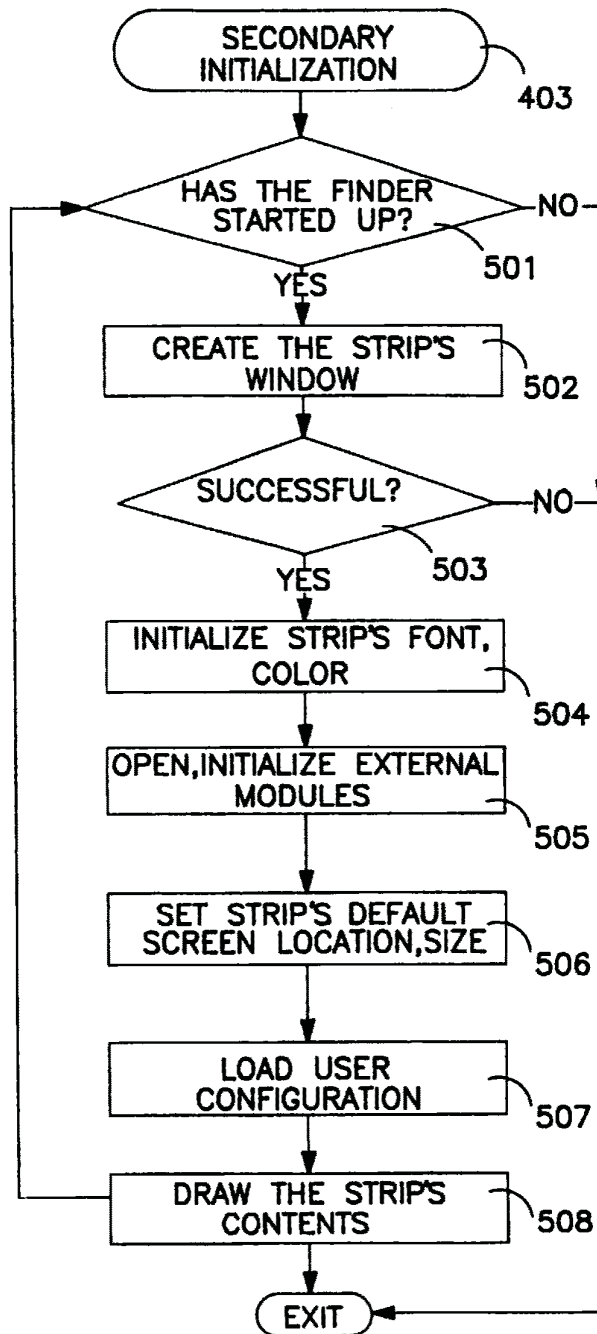 SECONDARY
INITIALIZATION
403
HAS THE FINDER
STARTED UP?
NO
501
YES
CREATE THE STRIP'S
WINDOW
502
SUCCESSFUL?
NO
503
YES
INITIALIZE STRIP'S FONT,
COLOR
504
OPEN,INITIALIZE EXTERNAL
MODULES
505
SET STRIP'S DEFAULT
SCREEN LOCATION,SIZE
506
LOAD USER
CONFIGURATION
507
DRAW THE STRIP'S
CONTENTS
508
EXIT